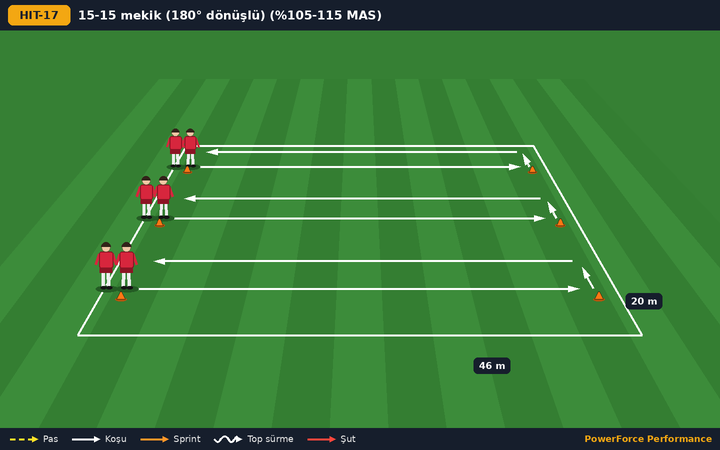 HIT-17 15-15 mekik (180° dönüşlü) (%105-115 MAS)
20 m
46 m
Pas Koşu Sprint Top sürme Şut PowerForce Performance